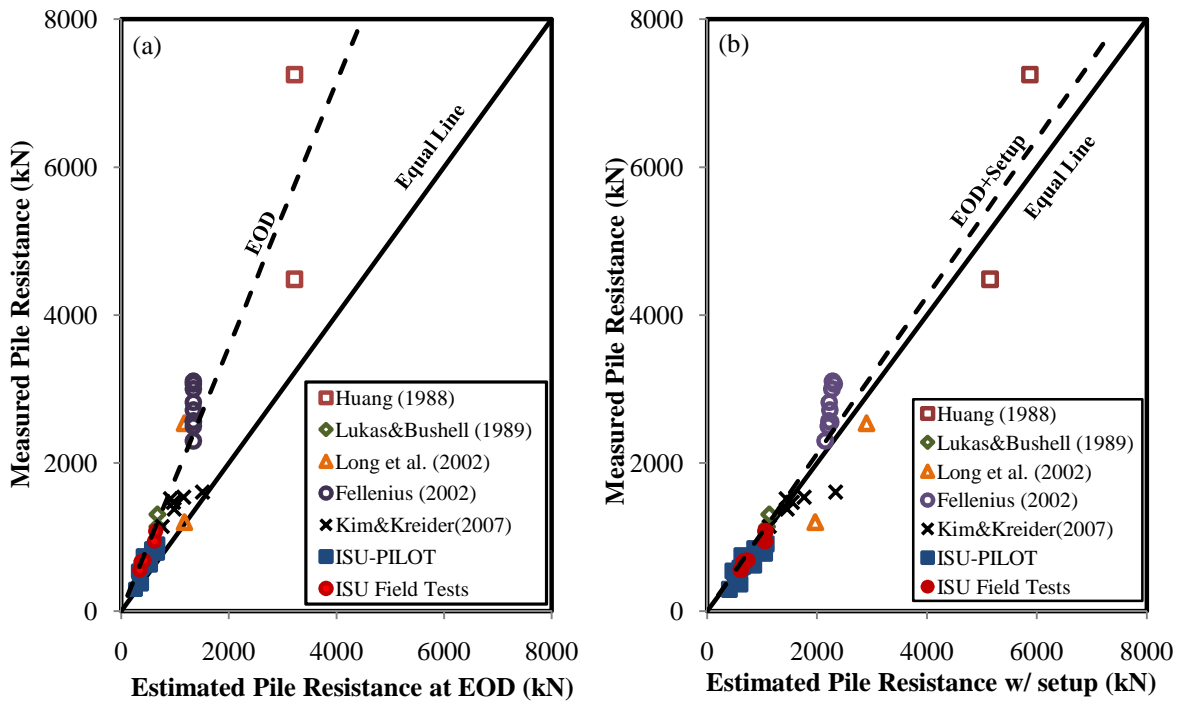 (a)
8000
6000
4000
2000
0
Measured Pile Resistance (kN)
EOD
Equal Line
Huang (1988)
Lukas&Bushell (1989)
Long et al. (2002)
Fellenius (2002)
Kim&Kreider(2007)
ISU-PILOT
ISU Field Tests
0 2000 4000 6000 8000
Estimated Pile Resistance at EOD (kN)
(b)
8000
6000
4000
2000
0
Measured Pile Resistance (kN)
EOD+Setup
Equal Line
Huang (1988)
Lukas&Bushell (1989)
Long et al. (2002)
Fellenius (2002)
Kim&Kreider(2007)
ISU-PILOT
ISU Field Tests
0 2000 4000 6000 8000
Estimated Pile Resistance w/ setup (kN)